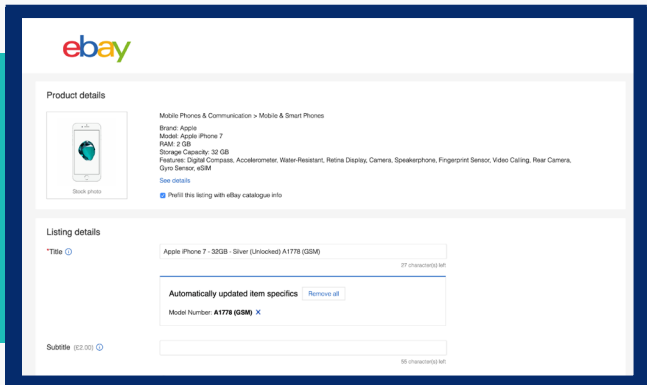 ebay
Product details
Mobile Phones & Communication > Mobile & Smart Phones
Brand: Apple
Model: Apple iPhone 7
RAM: 2 GB
Storage Capacity: 32 GB
Features: Digital Compass, Accelerometer, Water-Resistant, Retina Display, Camera, Speakerphone, Fingerprint Sensor, Video Calling, Rear Camera,
Gyro Sensor, eSIM
See details
Stock photo
Prefill this listing with eBay catalogue info
Listing details
*Title
Apple iPhone 7 - 32GB - Silver (Unlocked) A1778 (GSM)
27 character(s) left
Automatically updated item specifics Remove all
Model Number: A1778 (GSM) X
Subtitle (£2.00)
55 character(s) left